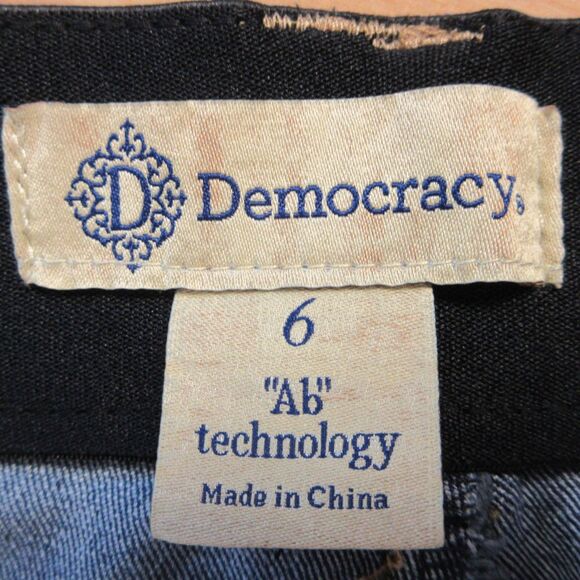 D Democracy®
6
"Ab"
technology
Made in China